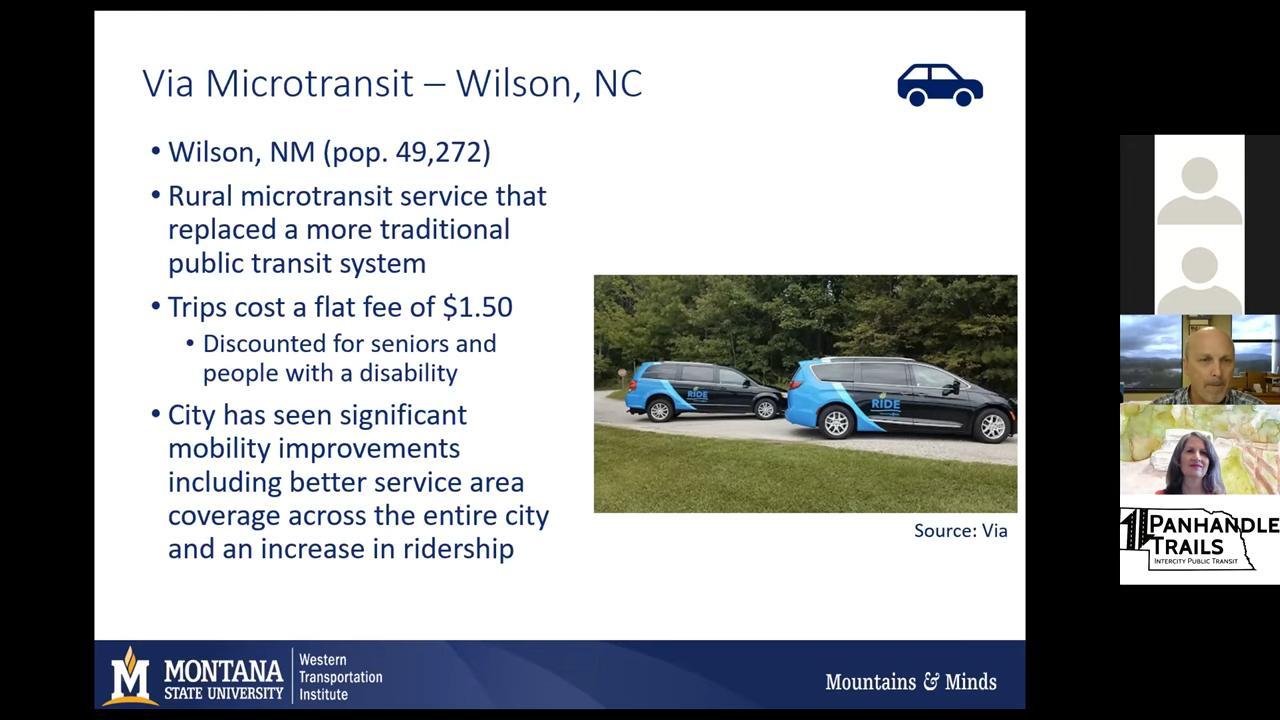 Via Microtransit – Wilson, NC
• Wilson, NM (pop. 49,272)
• Rural microtransit service that
replaced a more traditional
public transit system
• Trips cost a flat fee of $1.50
• Discounted for seniors and
people with a disability
• City has seen significant
mobility improvements
including better service area
coverage across the entire city
and an increase in ridership
RIDE
RIDE
Source: Via
M MONTANA
STATE UNIVERSITY
Western
Transportation
Institute
Mountains & Minds
PANHANDLE
TRAILS
INTERCITY PUBLIC TRANSIT